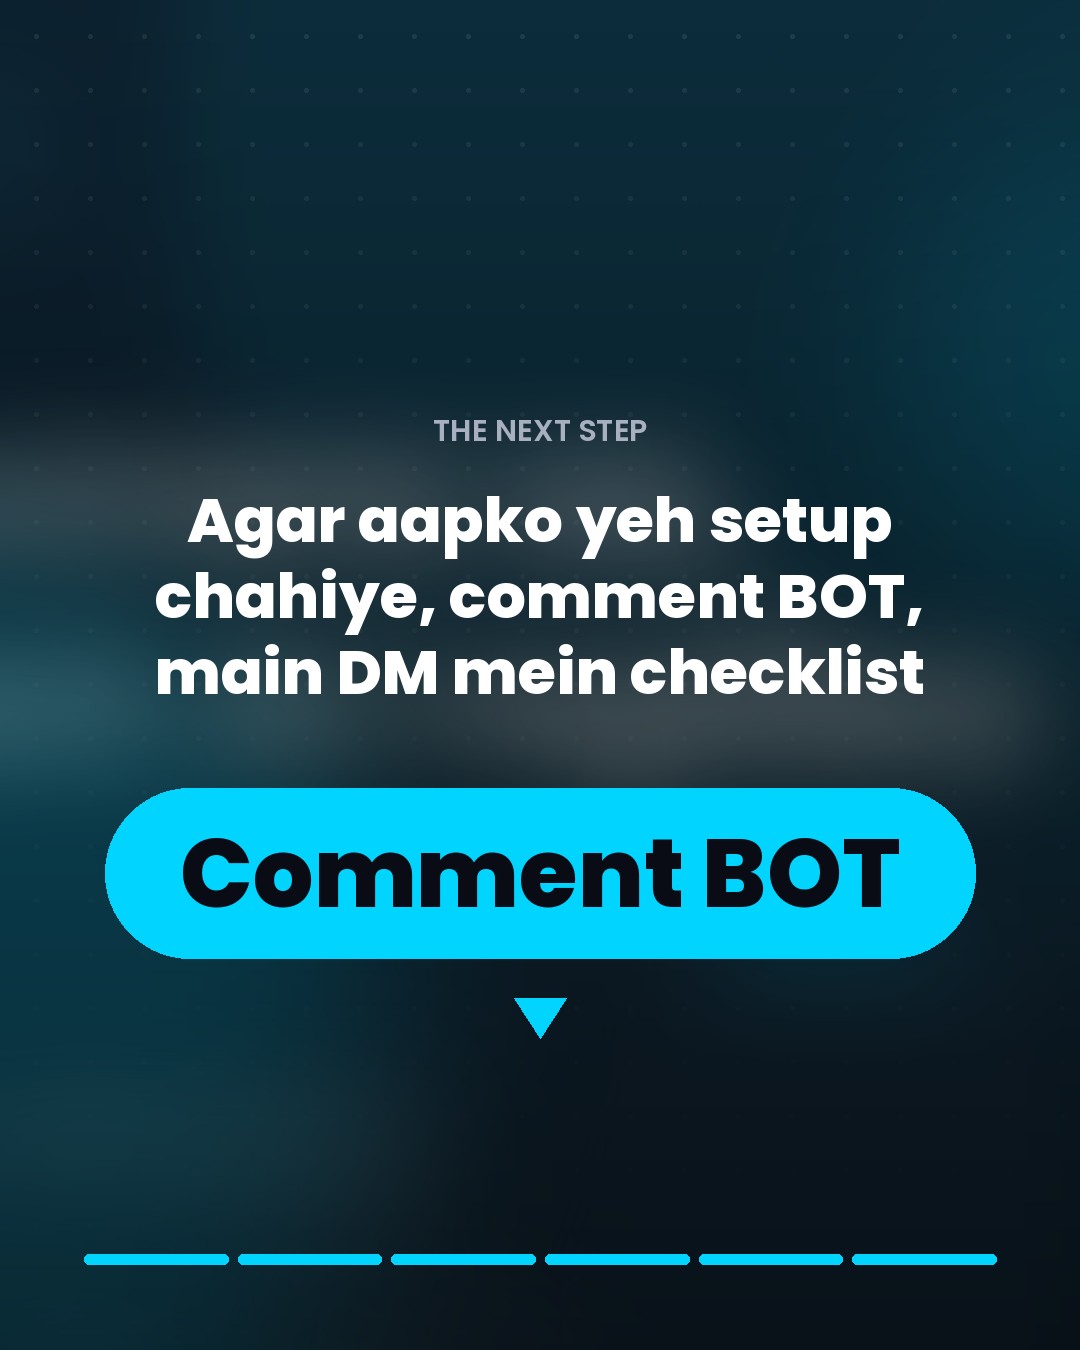 THE NEXT STEP
Agar aapko yeh setup
chahiye, comment BOT,
main DM mein checklist
Comment BOT